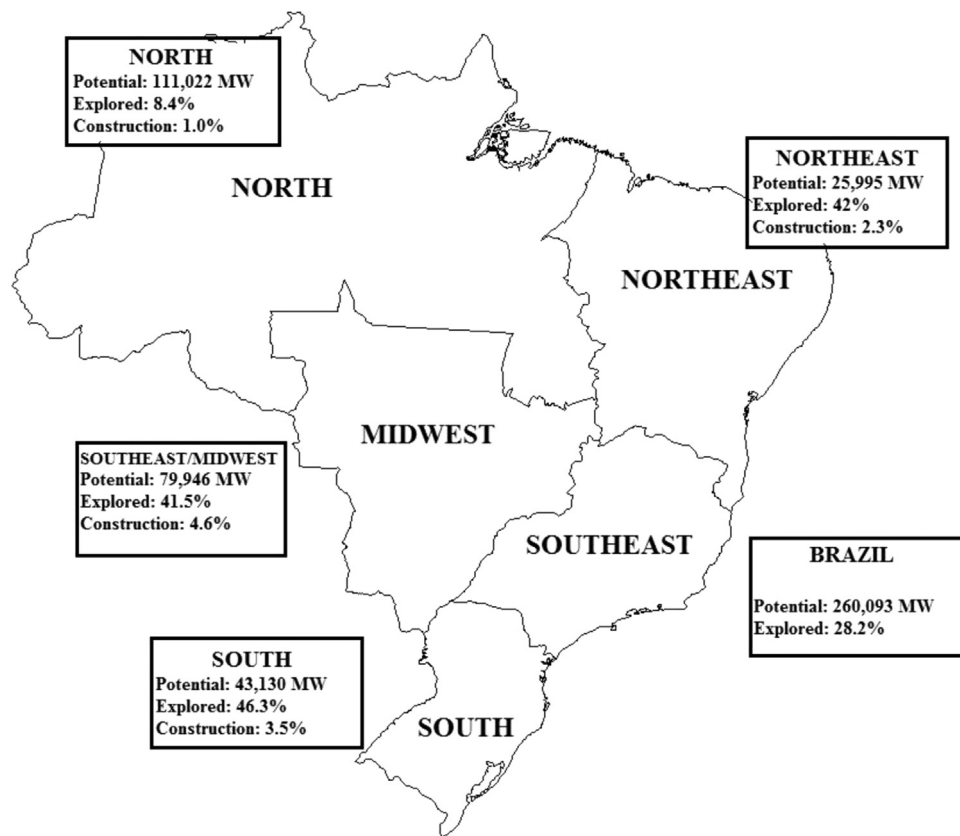 NORTH
Potential: 111,022 MW
Explored: 8.4%
Construction: 1.0%
NORTHEAST
Potential: 25,995 MW
Explored: 42%
Construction: 2.3%
NORTH
NORTHEAST
MIDWEST
SOUTHEAST/MIDWEST
Potential: 79,946 MW
Explored: 41.5%
Construction: 4.6%
SOUTHEAST
BRAZIL
Potential: 260,093 MW
Explored: 28.2%
SOUTH
Potential: 43,130 MW
Explored: 46.3%
Construction: 3.5%
SOUTH